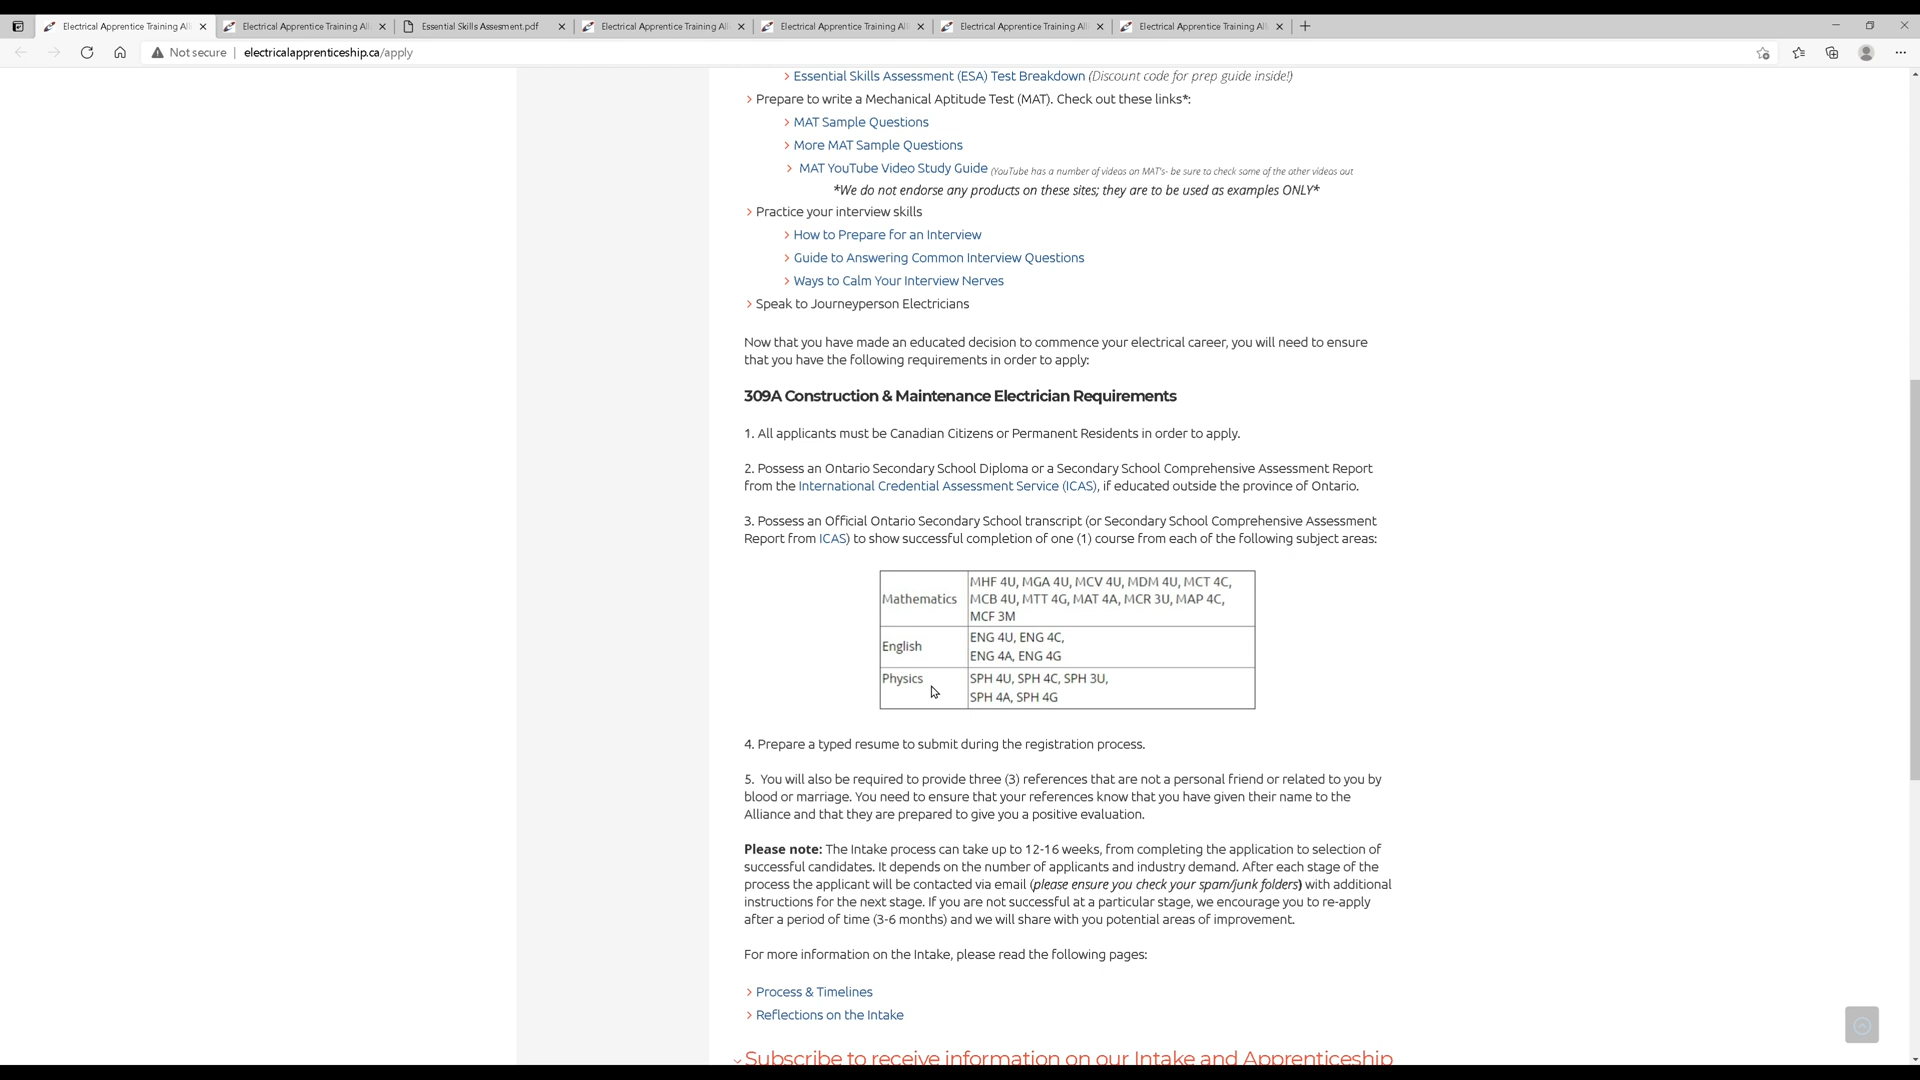 Electrical Apprentice Training All
Electrical Apprentice Training All
Essential Skills Assesment.pdf
Electrical Apprentice Training All
Electrical Apprentice Training All
Electrical Apprentice Training All
Electrical Apprentice Training All
Not secure | electricalapprenticeship.ca/apply
Essential Skills Assessment (ESA) Test Breakdown (Discount code for prep guide inside!)
Prepare to write a Mechanical Aptitude Test (MAT). Check out these links*:
MAT Sample Questions
More MAT Sample Questions
MAT YouTube Video Study Guide (YouTube has a number of videos on MAT's- be sure to check some of the other videos out
*We do not endorse any products on these sites; they are to be used as examples ONLY*
Practice your interview skills
How to Prepare for an Interview
Guide to Answering Common Interview Questions
Ways to Calm Your Interview Nerves
Speak to Journeyperson Electricians
Now that you have made an educated decision to commence your electrical career, you will need to ensure
that you have the following requirements in order to apply:
309A Construction & Maintenance Electrician Requirements
1. All applicants must be Canadian Citizens or Permanent Residents in order to apply.
2. Possess an Ontario Secondary School Diploma or a Secondary School Comprehensive Assessment Report
from the International Credential Assessment Service (ICAS), if educated outside the province of Ontario.
3. Possess an Official Ontario Secondary School transcript (or Secondary School Comprehensive Assessment
Report from ICAS) to show successful completion of one (1) course from each of the following subject areas:
Mathematics
MHF 4U, MGA 4U, MCV 4U, MDM 4U, MCT 4C,
MCB 4U, MTT 4G, MAT 4A, MCR 3U, MAP 4C,
MCF 3M
English
ENG 4U, ENG 4C,
ENG 4A, ENG 4G
Physics
SPH 4U, SPH 4C, SPH 3U,
SPH 4A, SPH 4G
4. Prepare a typed resume to submit during the registration process.
5. You will also be required to provide three (3) references that are not a personal friend or related to you by
blood or marriage. You need to ensure that your references know that you have given their name to the
Alliance and that they are prepared to give you a positive evaluation.
Please note: The Intake process can take up to 12-16 weeks, from completing the application to selection of
successful candidates. It depends on the number of applicants and industry demand. After each stage of the
process the applicant will be contacted via email (please ensure you check your spam/junk folders) with additional
instructions for the next stage. If you are not successful at a particular stage, we encourage you to re-apply
after a period of time (3-6 months) and we will share with you potential areas of improvement.
For more information on the Intake, please read the following pages:
Process & Timelines
Reflections on the Intake
Subscribe to receive information on our Intake and Apprenticeship